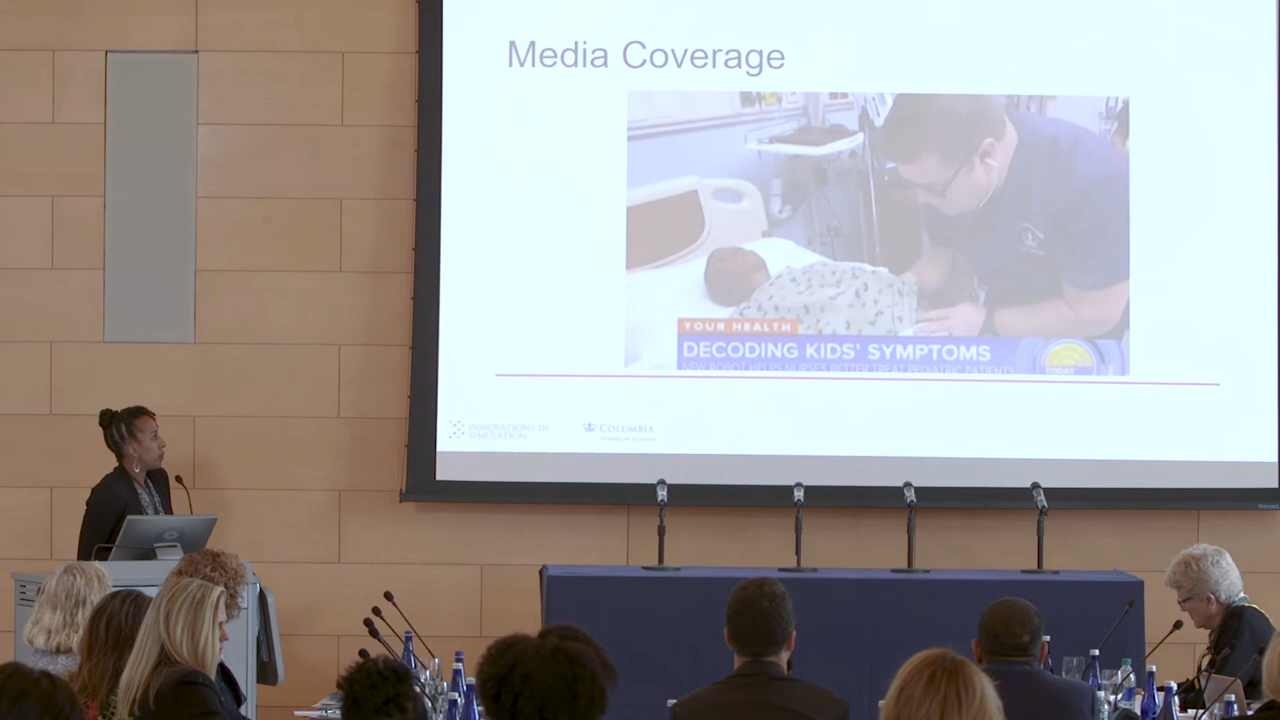 Media Coverage
YOUR HEALTH
DECODING KIDS' SYMPTOMS
NEW ROBOT HELPS NURSES BETTER TREAT PEDIATRIC PATIENTS
TODAY
INNOVATIONS IN
SIMULATION
COLUMBIA